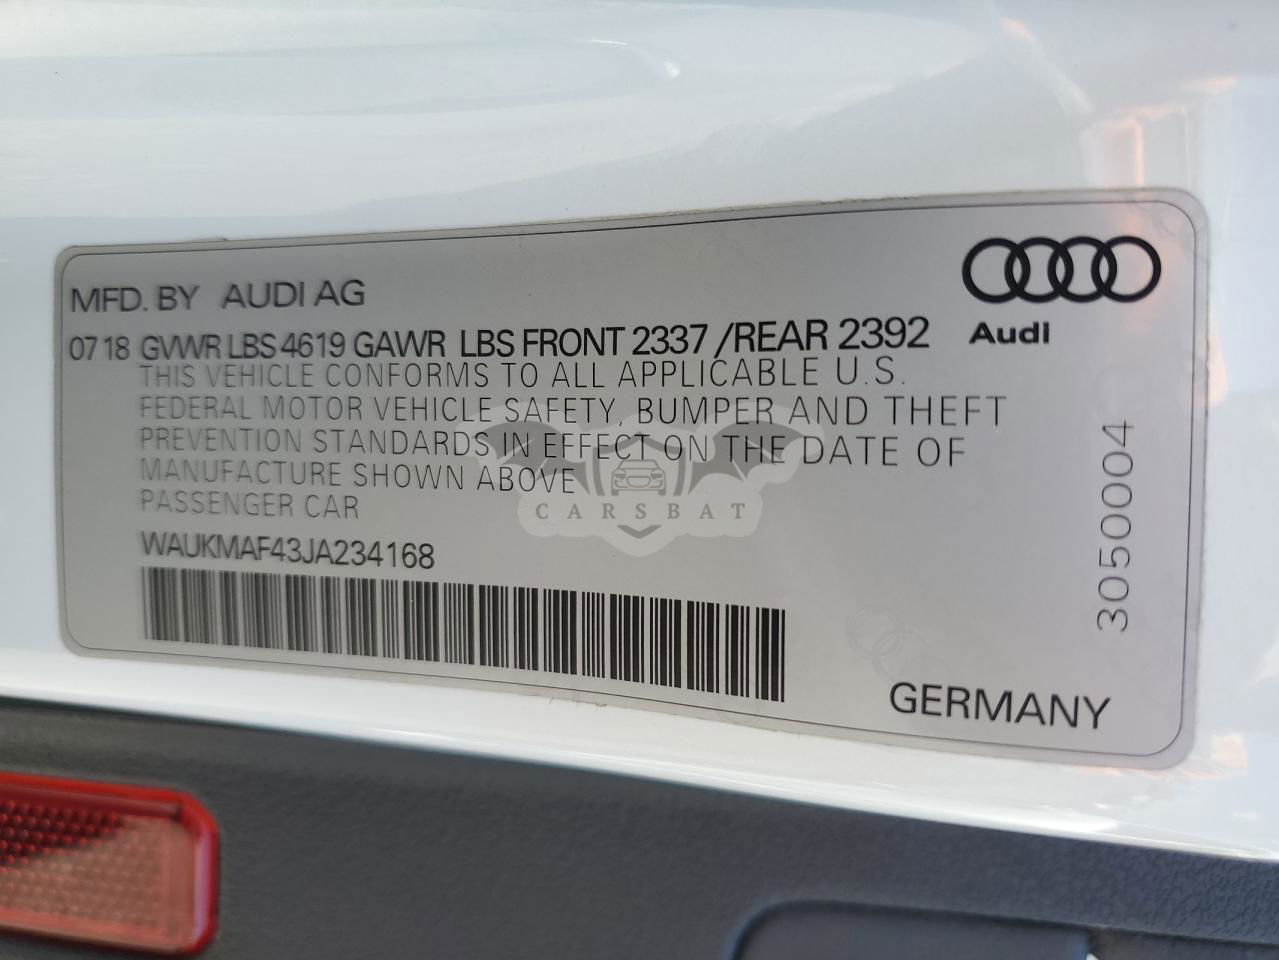 MFD. BY AUDI AG
07 18 GVWR LBS 4619 GAWR LBS FRONT 2337 /REAR 2392
Audi
THIS VEHICLE CONFORMS TO ALL APPLICABLE U.S.
FEDERAL MOTOR VEHICLE SAFETY, BUMPER AND THEFT
PREVENTION STANDARDS IN EFFECT ON THE DATE OF
MANUFACTURE SHOWN ABOVE
PASSENGER CAR
CARSBAT
WAUKMAF43JA234168
3050004
GERMANY